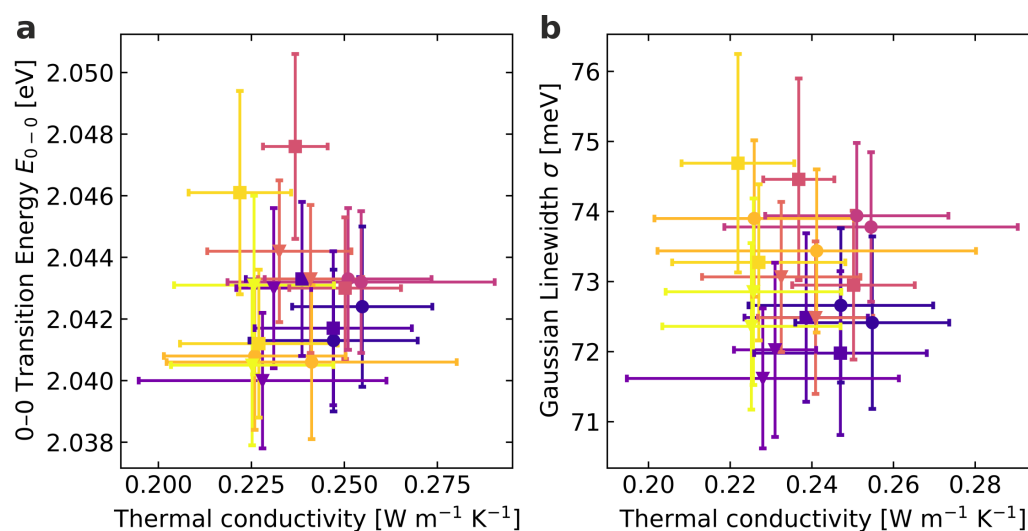 a
0–0 Transition Energy E₀₋₀ [eV]
2.050
2.048
2.046
2.044
2.042
2.040
2.038
0.200 0.225 0.250 0.275
Thermal conductivity [W m⁻¹ K⁻¹]
b
Gaussian Linewidth σ [meV]
76
75
74
73
72
71
0.20 0.22 0.24 0.26 0.28
Thermal conductivity [W m⁻¹ K⁻¹]